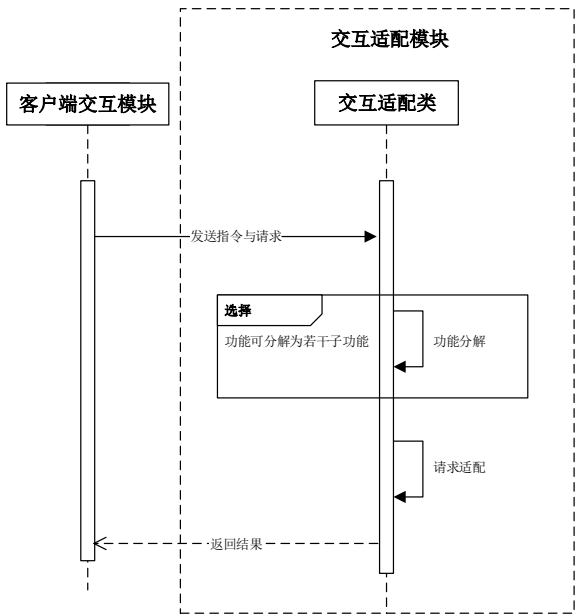 交互适配模块
客户端交互模块
交互适配类
发送指令与请求
选择
功能可分解为若干子功能
功能分解
请求适配
返回结果